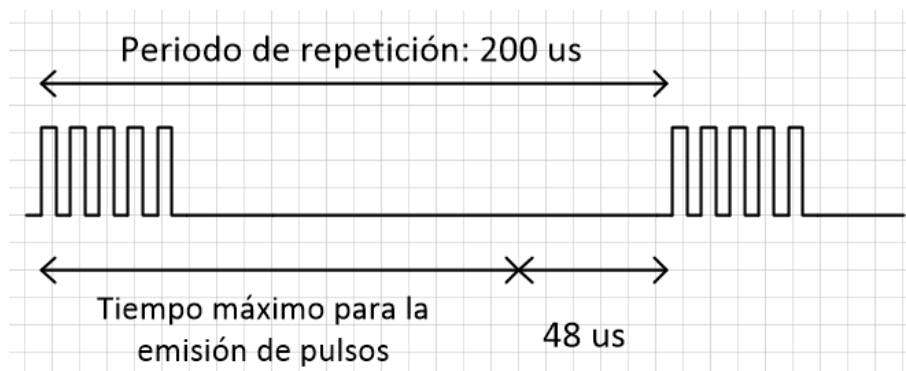 Periodo de repetición: 200 us
Tiempo máximo para la
emisión de pulsos
48 us